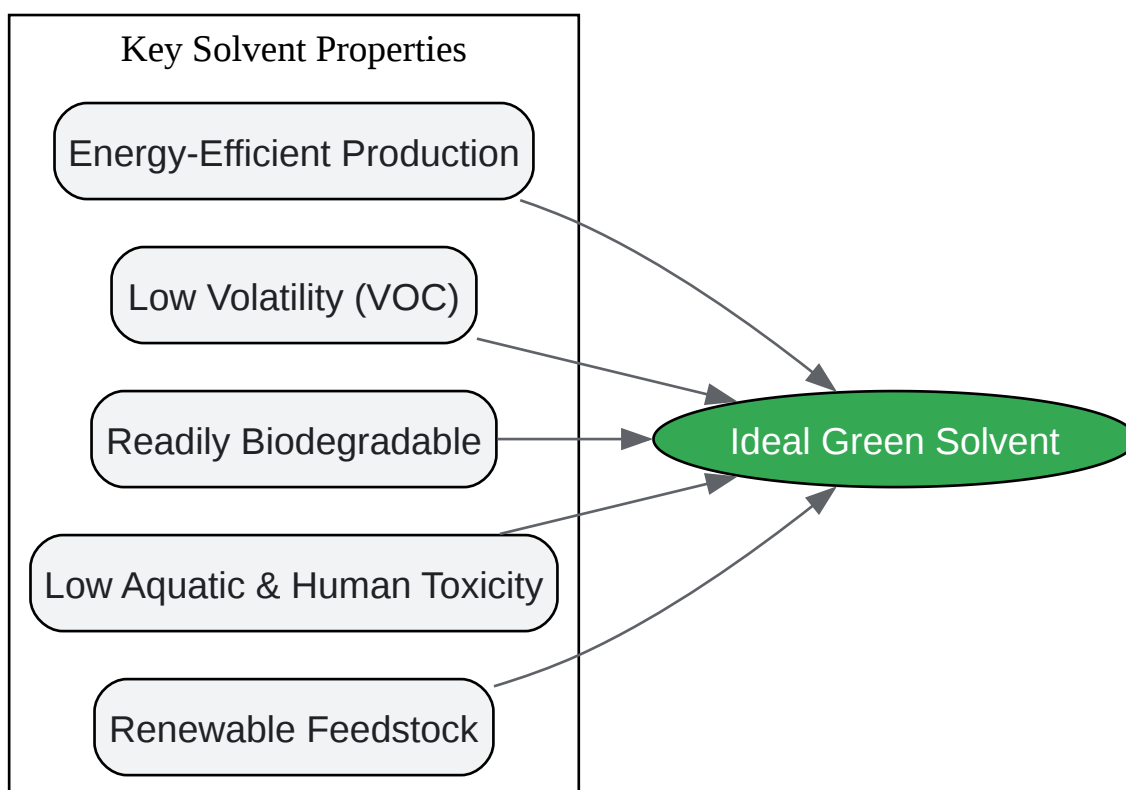 Key Solvent Properties
Energy-Efficient Production
Low Volatility (VOC)
Readily Biodegradable
Ideal Green Solvent
Low Aquatic & Human Toxicity
Renewable Feedstock